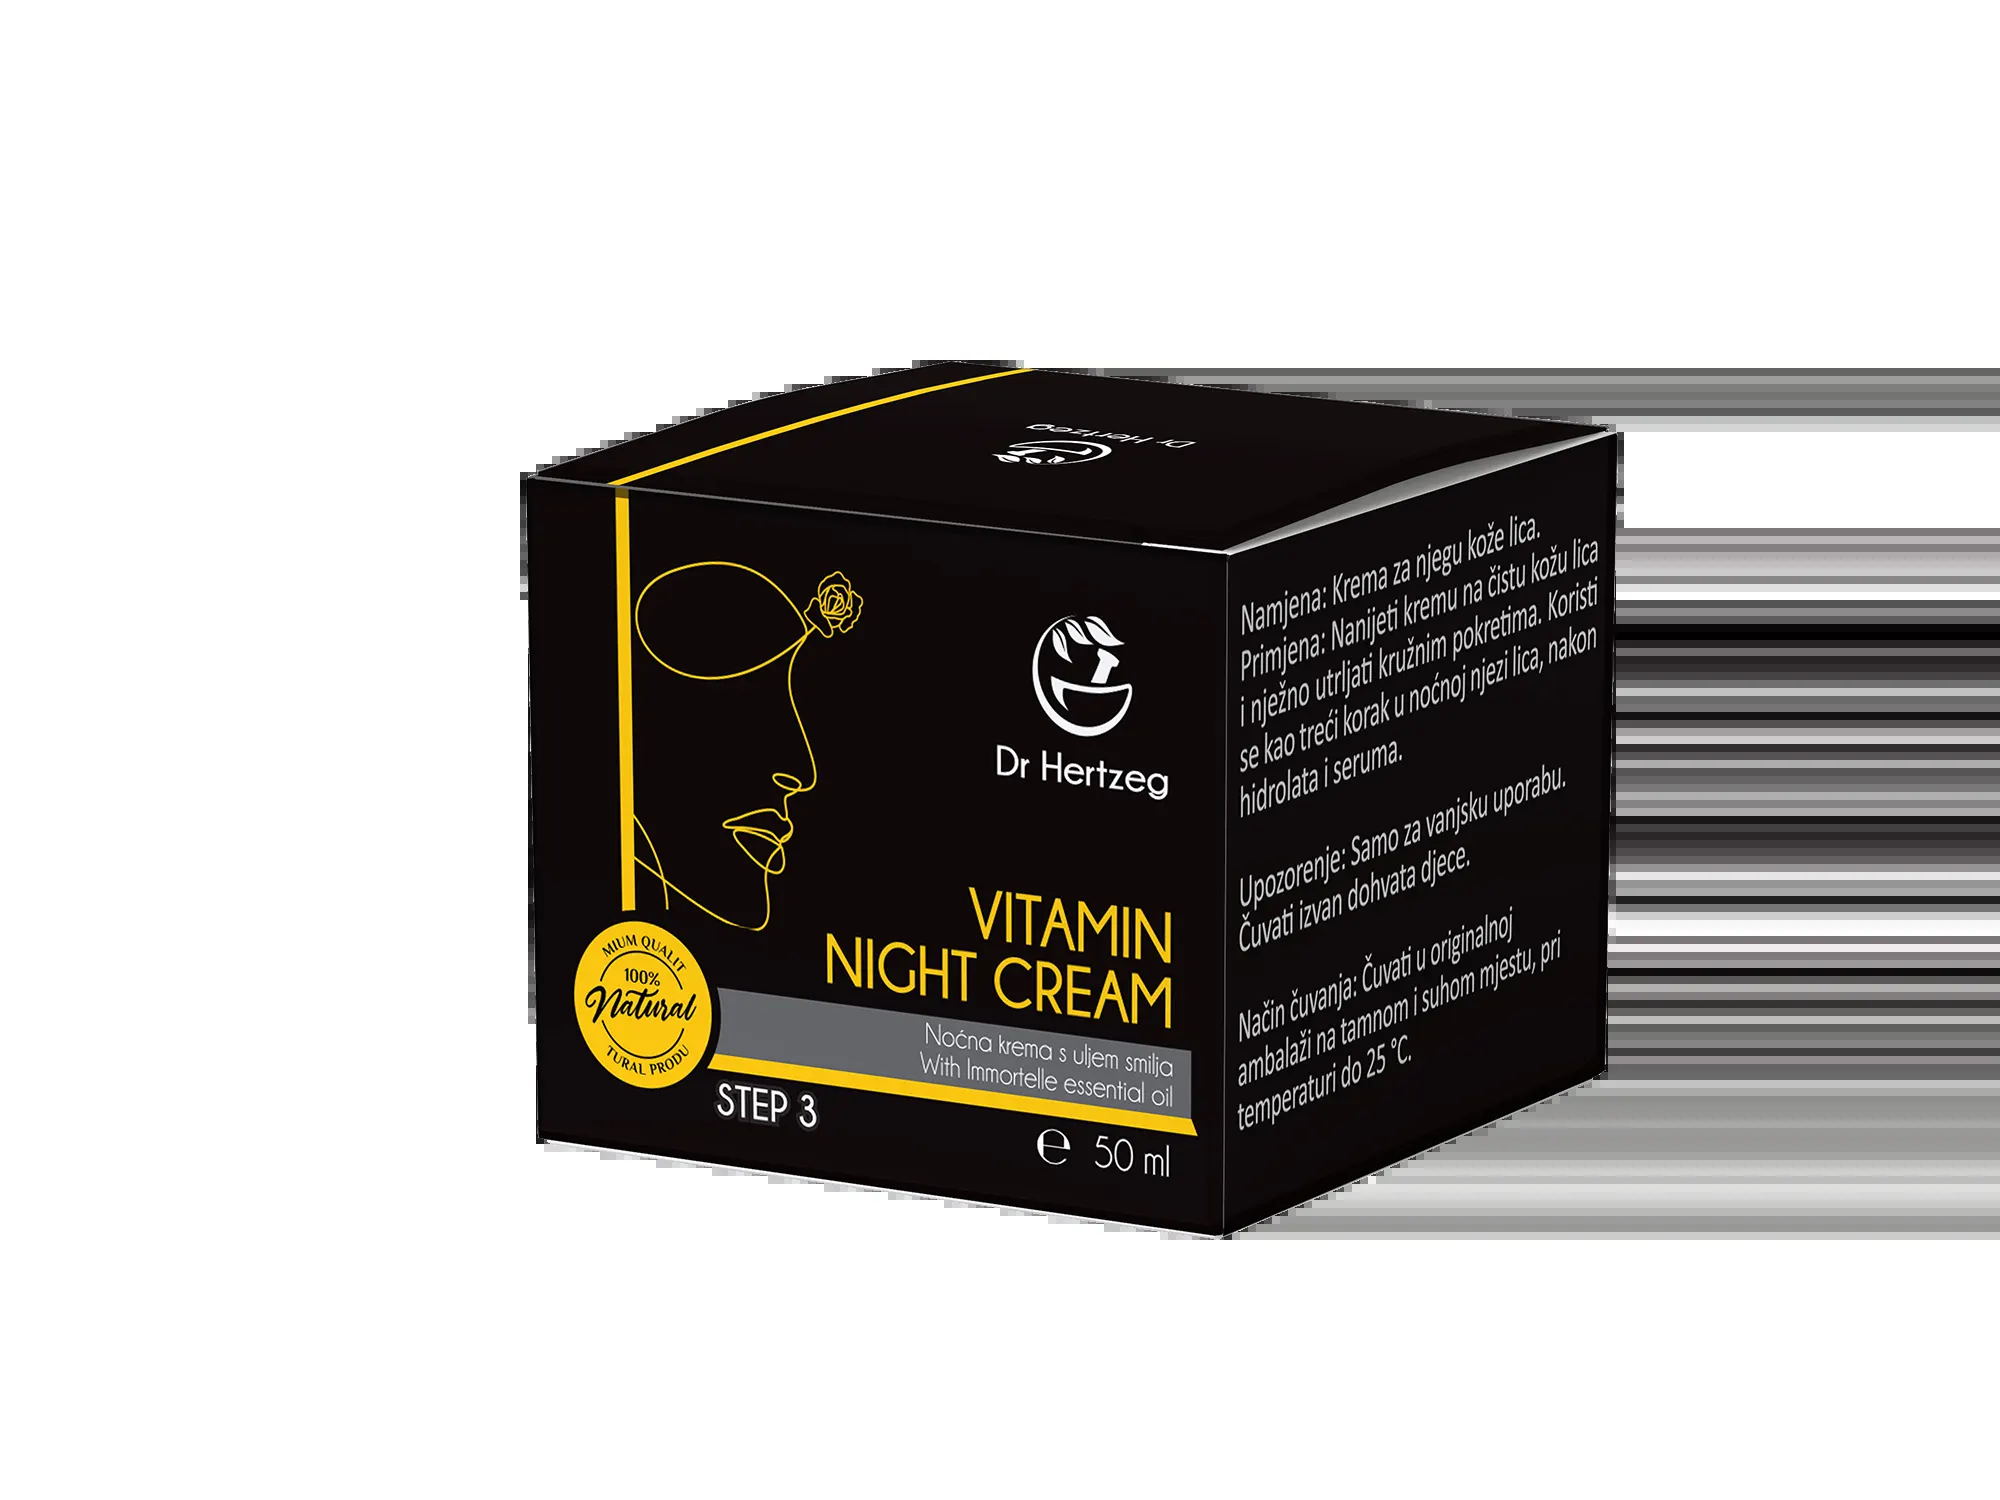 Dr Hertzeg
Dr Hertzeg
VITAMIN
NIGHT CREAM
Noćna krema s uljem smilja
With Immortelle essential oil
MIUM QUALIT
100%
Natural
TURAL PRODU
STEP 3
℮ 50 ml
Namjena: Krema za njegu kože lica.
Primjena: Nanijeti kremu na čistu kožu lica
i nježno utrljati kružnim pokretima. Koristi
se kao treći korak u noćnoj njezi lica, nakon
hidrolata i seruma.
Upozorenje: Samo za vanjsku uporabu.
Čuvati izvan dohvata djece.
Način čuvanja: Čuvati u originalnoj
ambalaži na tamnom i suhom mjestu, pri
temperaturi do 25 °C.